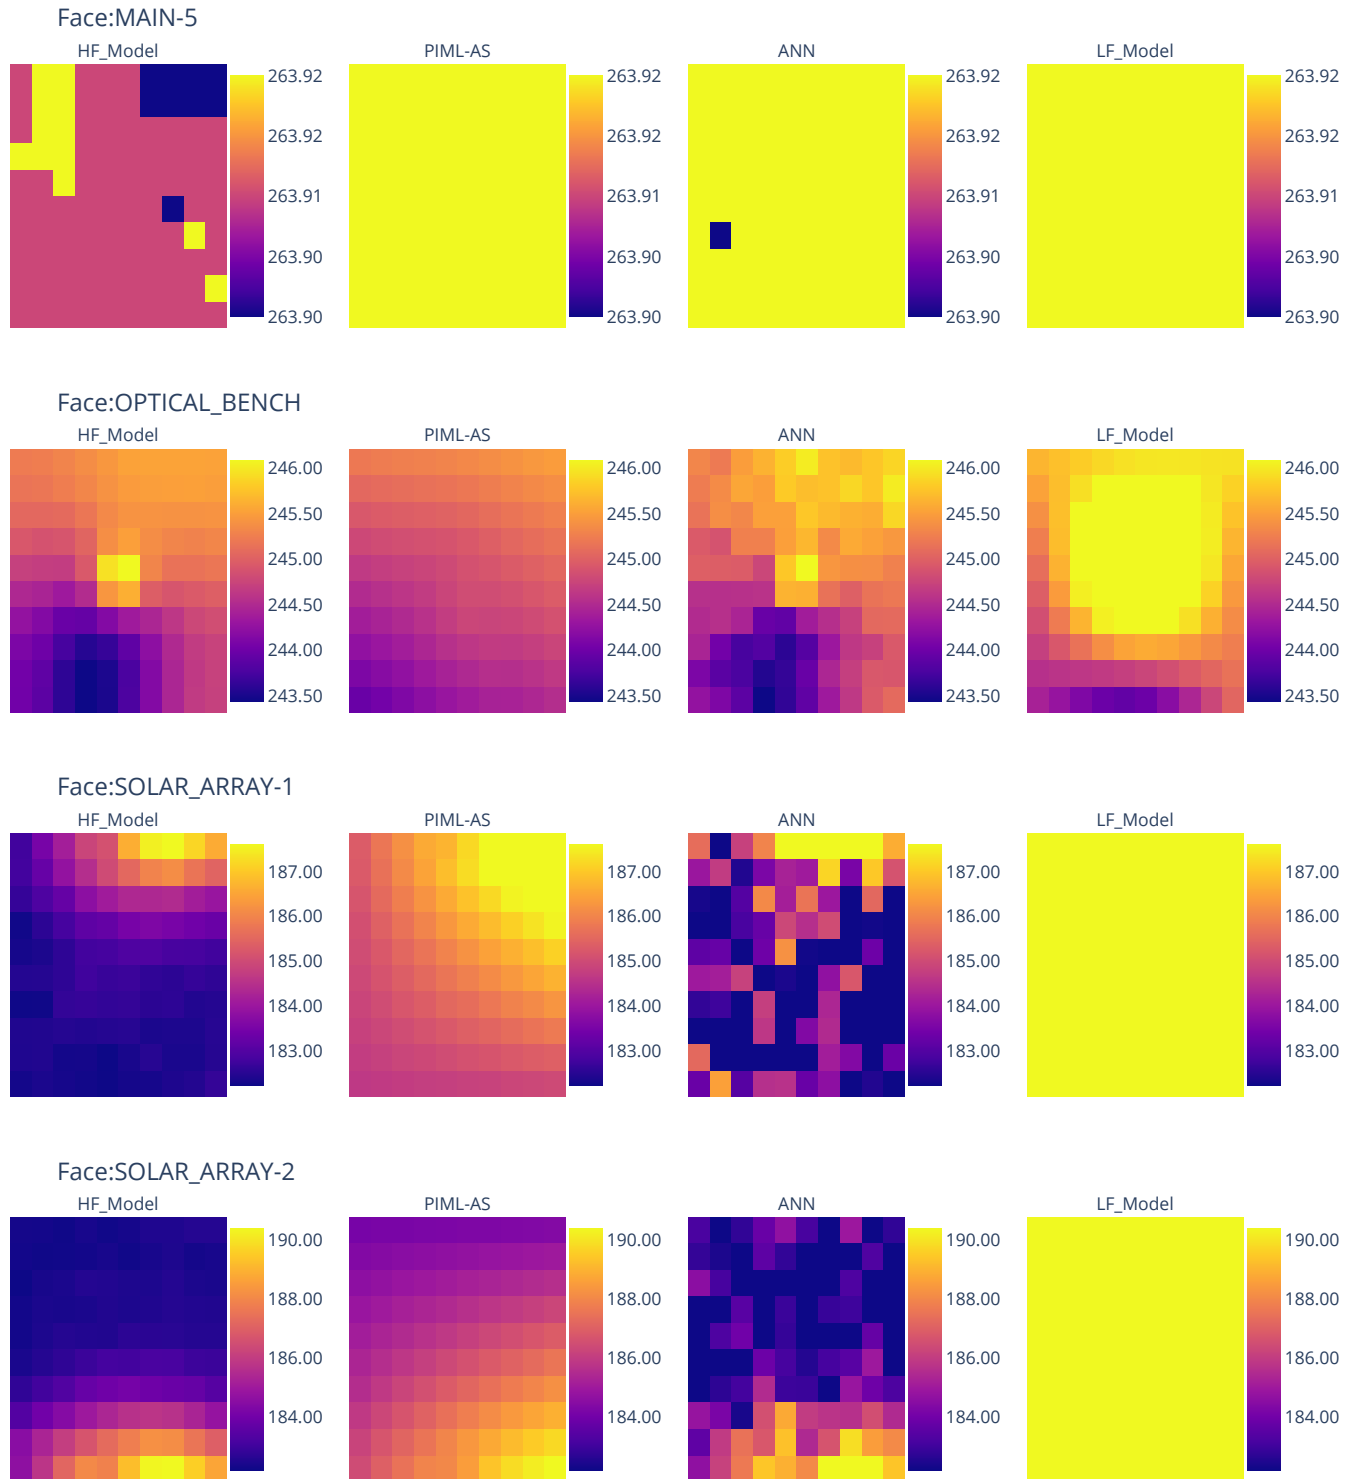 Face:MAIN-5
HF_Model PIML-AS ANN LF_Model
263.92 263.92 263.92 263.92
263.92 263.92 263.92 263.92
263.91 263.91 263.91 263.91
263.90 263.90 263.90 263.90
263.90 263.90 263.90 263.90
Face:OPTICAL_BENCH
HF_Model PIML-AS ANN LF_Model
246.00 246.00 246.00 246.00
245.50 245.50 245.50 245.50
245.00 245.00 245.00 245.00
244.50 244.50 244.50 244.50
244.00 244.00 244.00 244.00
243.50 243.50 243.50 243.50
Face:SOLAR_ARRAY-1
HF_Model PIML-AS ANN LF_Model
187.00 187.00 187.00 187.00
186.00 186.00 186.00 186.00
185.00 185.00 185.00 185.00
184.00 184.00 184.00 184.00
183.00 183.00 183.00 183.00
Face:SOLAR_ARRAY-2
HF_Model PIML-AS ANN LF_Model
190.00 190.00 190.00 190.00
188.00 188.00 188.00 188.00
186.00 186.00 186.00 186.00
184.00 184.00 184.00 184.00